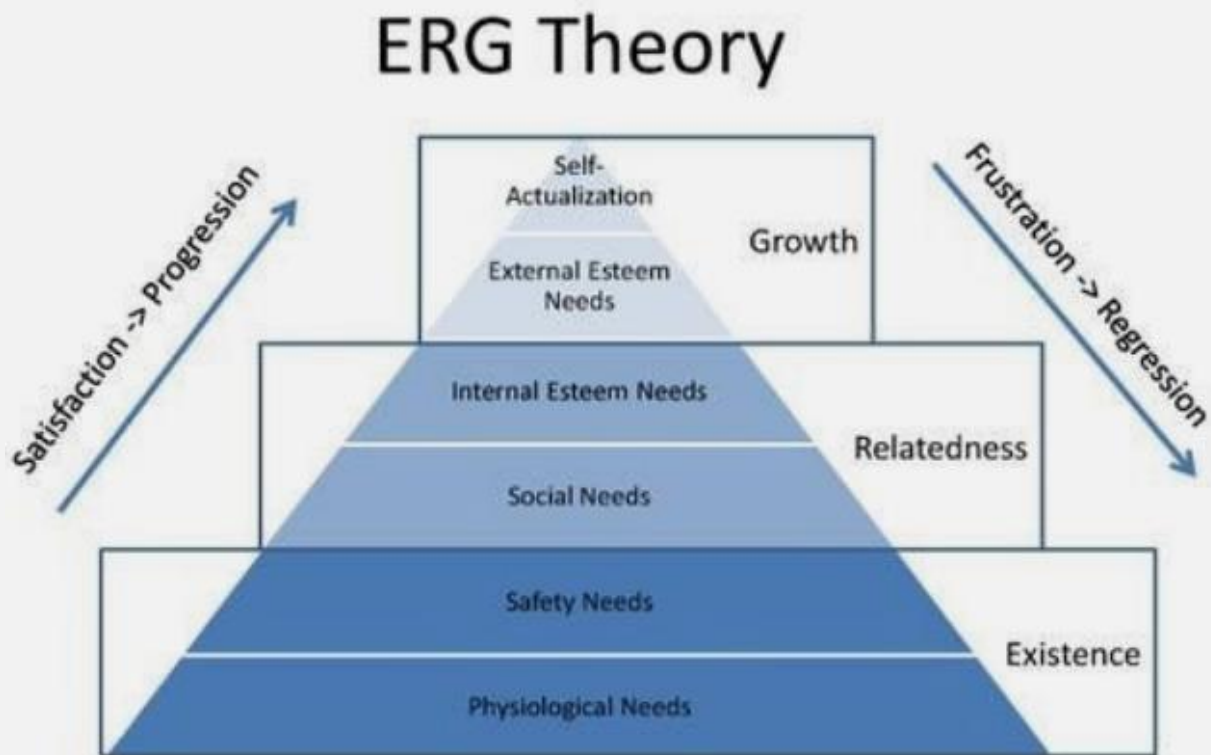 ERG Theory
Satisfaction -> Progression
Frustration -> Regression
Self-
Actualization
Growth
External Esteem
Needs
Internal Esteem Needs
Relatedness
Social Needs
Safety Needs
Existence
Physiological Needs